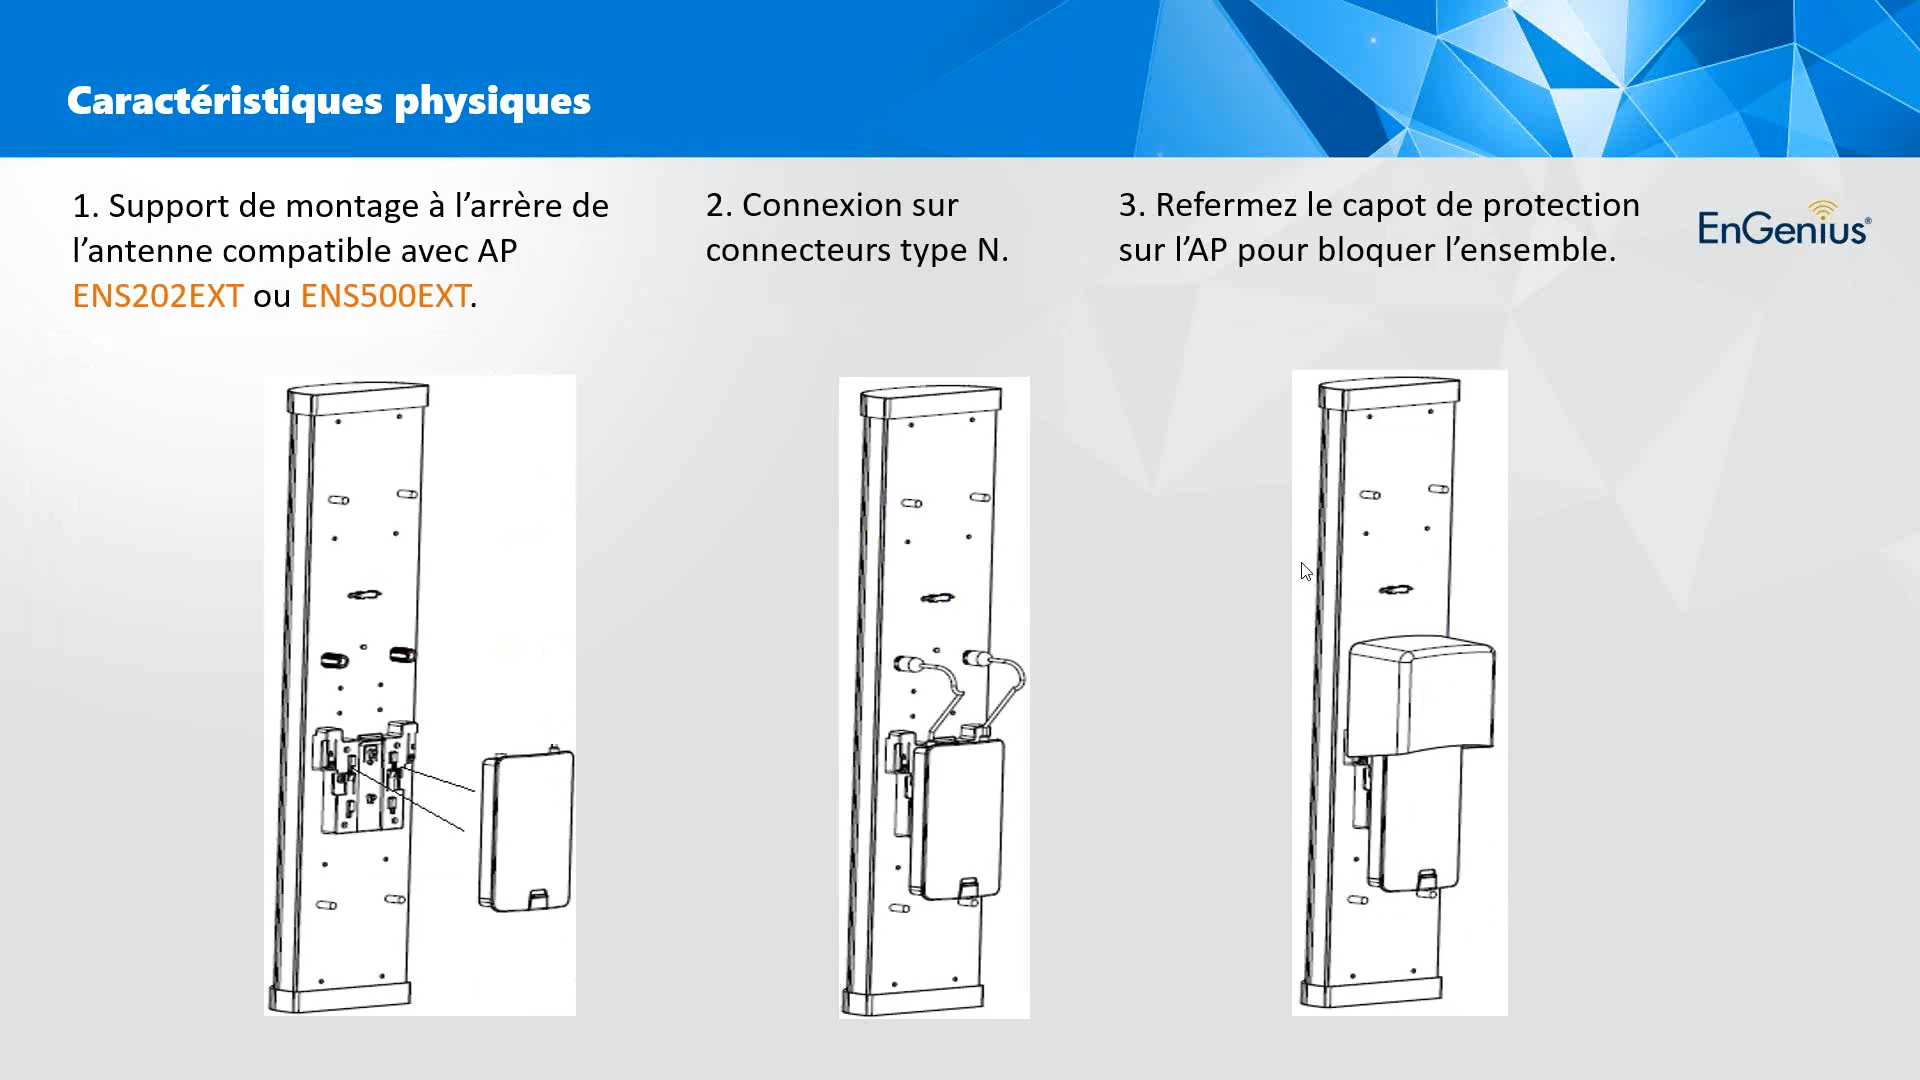 Caractéristiques physiques
1. Support de montage à l’arrère de
l’antenne compatible avec AP
ENS202EXT ou ENS500EXT.
2. Connexion sur
connecteurs type N.
3. Refermez le capot de protection
sur l’AP pour bloquer l’ensemble.
EnGenius®